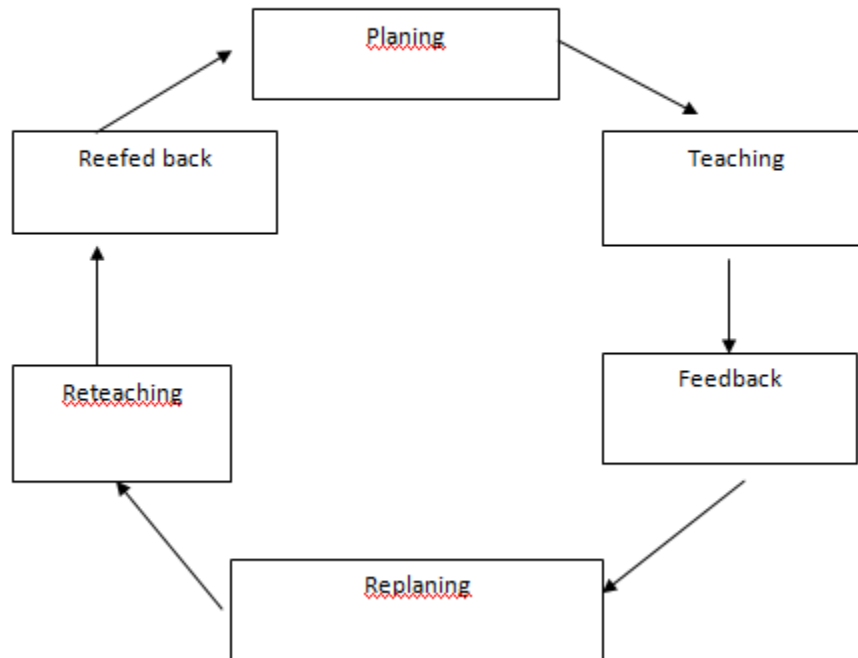 Planing
Teaching
Feedback
Replaning
Reteaching
Reefed back